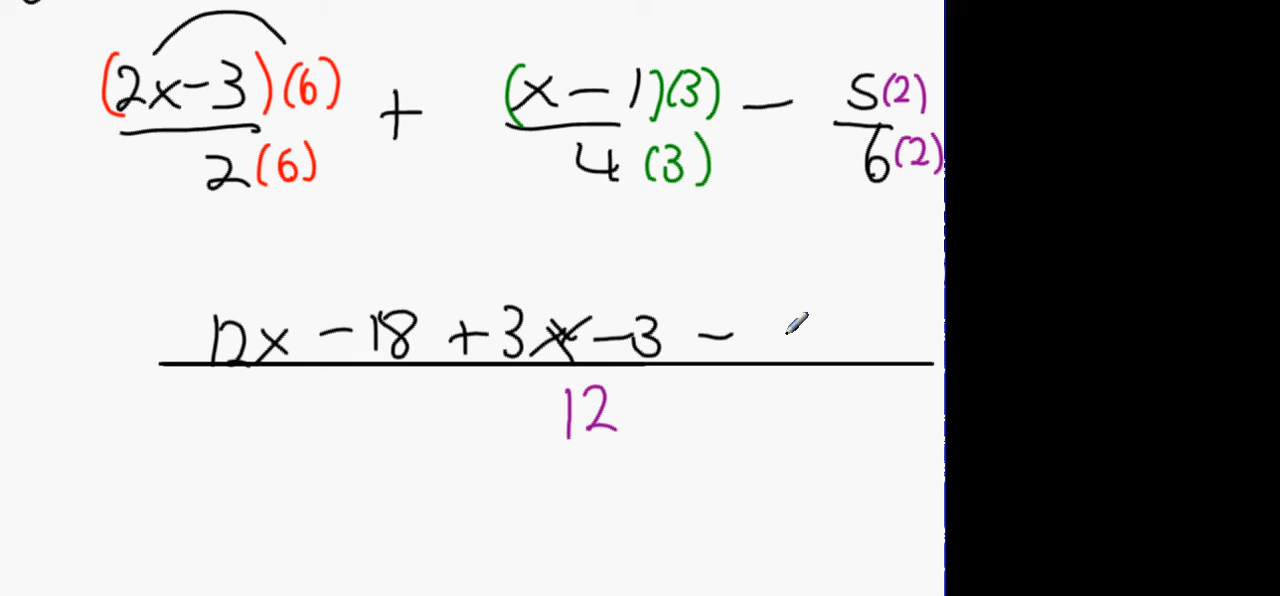 (2x-3)(6) + (x-1)(3) - 5(2)
2(6) 4(3) 6(2)
12x - 18 + 3x - 3 -
12